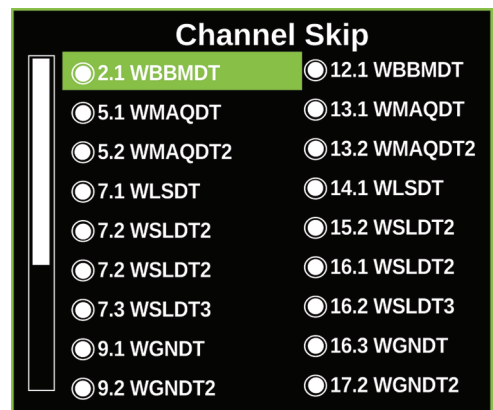 Channel Skip
2.1 WBBMDT
5.1 WMAQDT
5.2 WMAQDT2
7.1 WLSDT
7.2 WSLDT2
7.2 WSLDT2
7.3 WSLDT3
9.1 WGNDT
9.2 WGNDT2
12.1 WBBMDT
13.1 WMAQDT
13.2 WMAQDT2
14.1 WLSDT
15.2 WSLDT2
16.1 WSLDT2
16.2 WSLDT3
16.3 WGNDT
17.2 WGNDT2